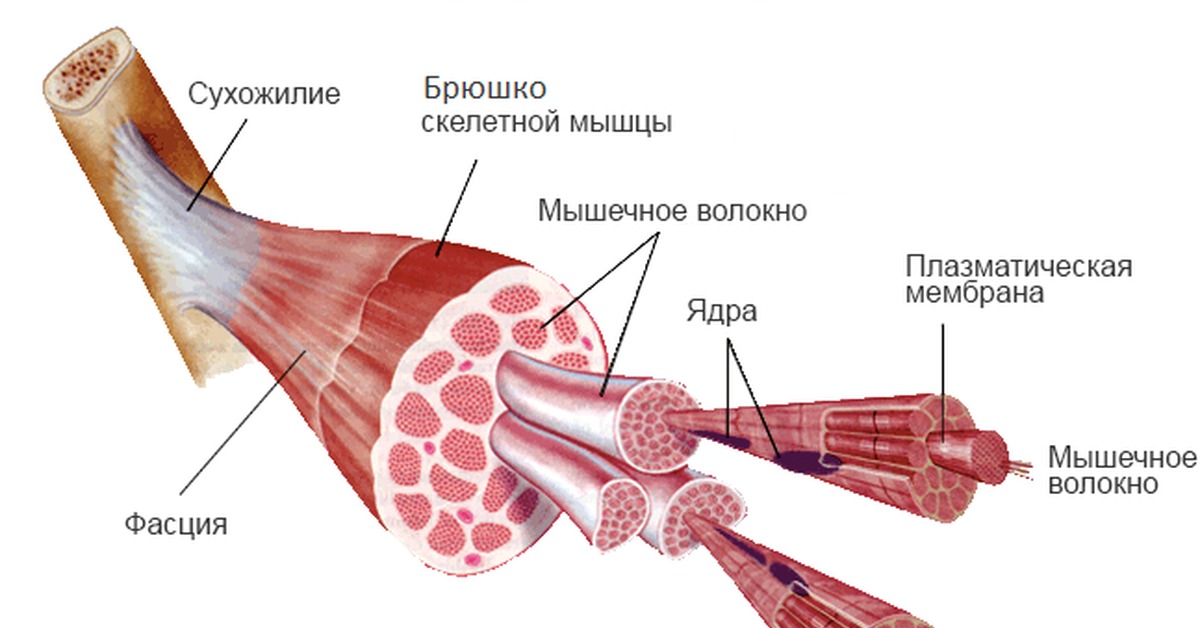 Сухожилие
Брюшко
скелетной мышцы
Мышечное волокно
Плазматическая
мембрана
Ядра
Мышечное
волокно
Фасция